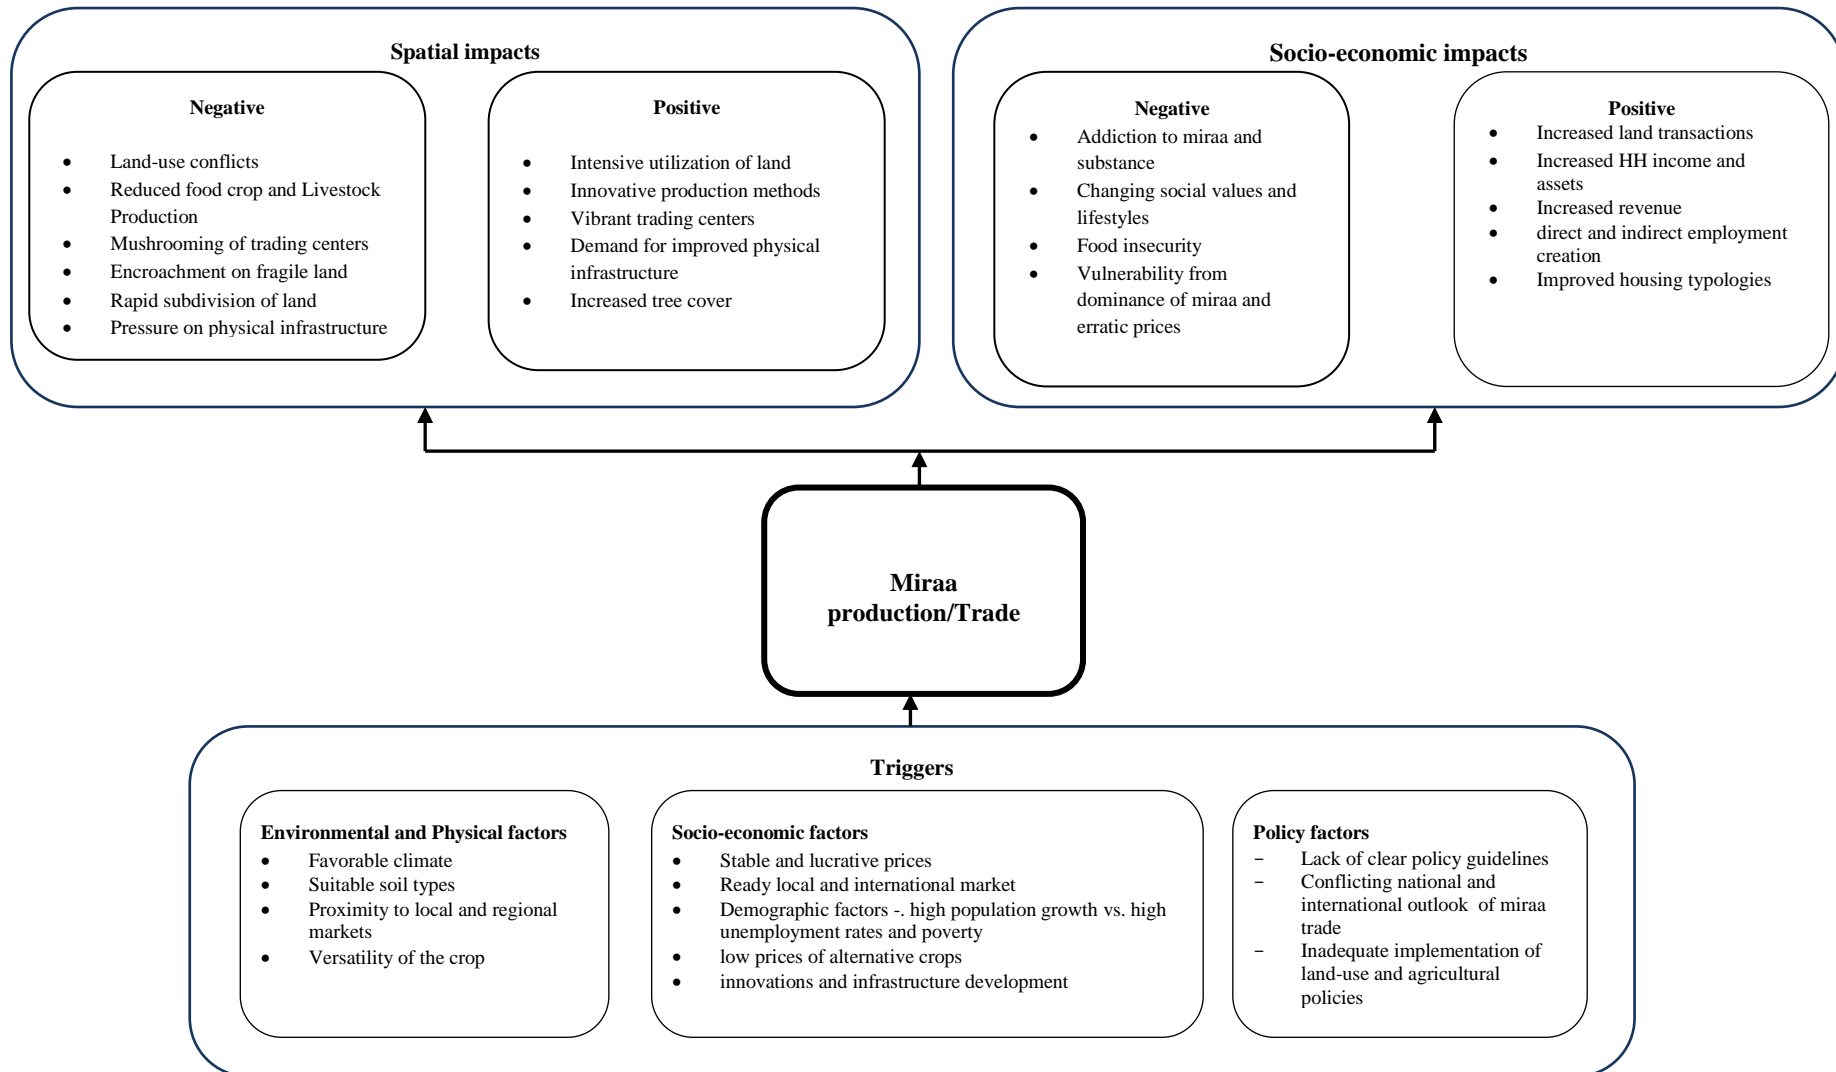 Spatial impacts
Negative
• Land-use conflicts
• Reduced food crop and Livestock
Production
• Mushrooming of trading centers
• Encroachment on fragile land
• Rapid subdivision of land
• Pressure on physical infrastructure
Positive
• Intensive utilization of land
• Innovative production methods
• Vibrant trading centers
• Demand for improved physical
infrastructure
• Increased tree cover
Socio-economic impacts
Negative
• Addiction to miraa and
substance
• Changing social values and
lifestyles
• Food insecurity
• Vulnerability from
dominance of miraa and
erratic prices
Positive
• Increased land transactions
• Increased HH income and
assets
• Increased revenue
• direct and indirect employment
creation
• Improved housing typologies
Miraa
production/Trade
Triggers
Environmental and Physical factors
• Favorable climate
• Suitable soil types
• Proximity to local and regional
markets
• Versatility of the crop
Socio-economic factors
• Stable and lucrative prices
• Ready local and international market
• Demographic factors -. high population growth vs. high
unemployment rates and poverty
• low prices of alternative crops
• innovations and infrastructure development
Policy factors
− Lack of clear policy guidelines
− Conflicting national and
international outlook of miraa
trade
− Inadequate implementation of
land-use and agricultural
policies